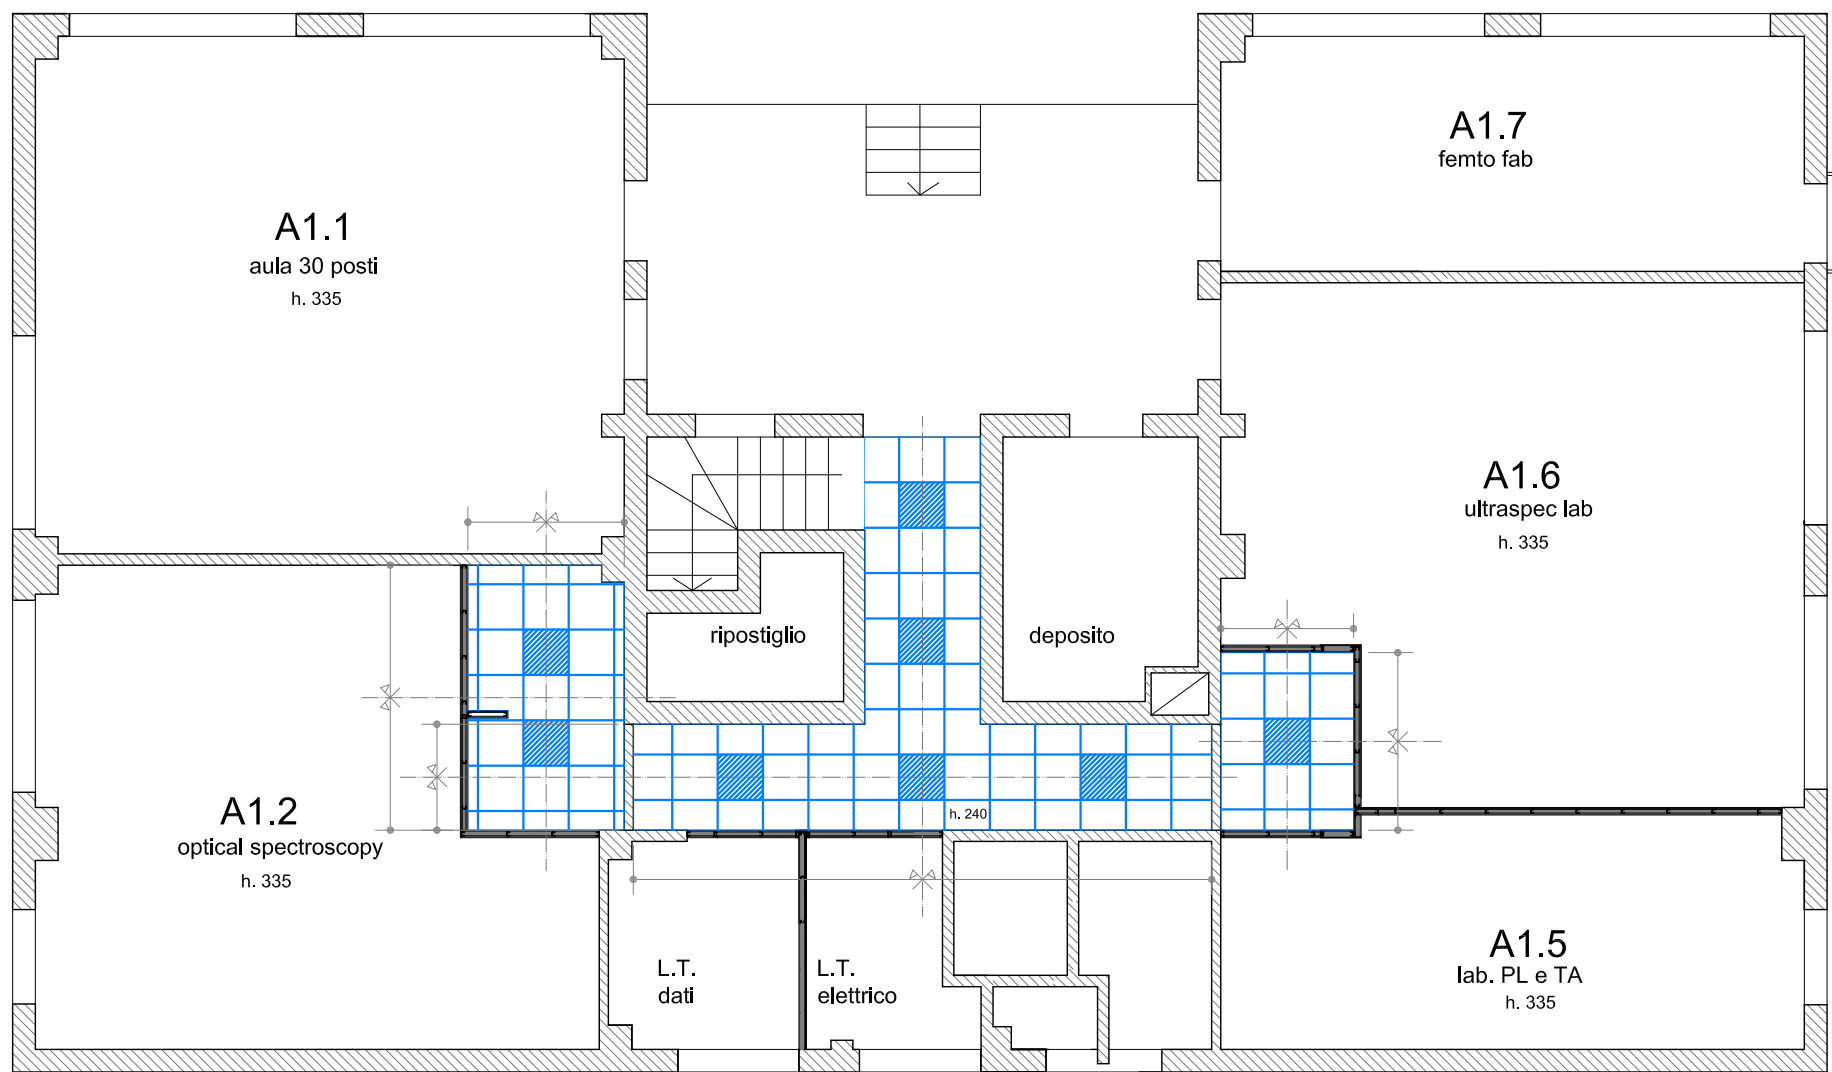 A1.1
aula 30 posti
h. 335
A1.7
femto fab
A1.6
ultraspec lab
h. 335
ripostiglio
deposito
A1.2
optical spectroscopy
h. 335
h. 240
L.T.
dati
L.T.
elettrico
A1.5
lab. PL e TA
h. 335